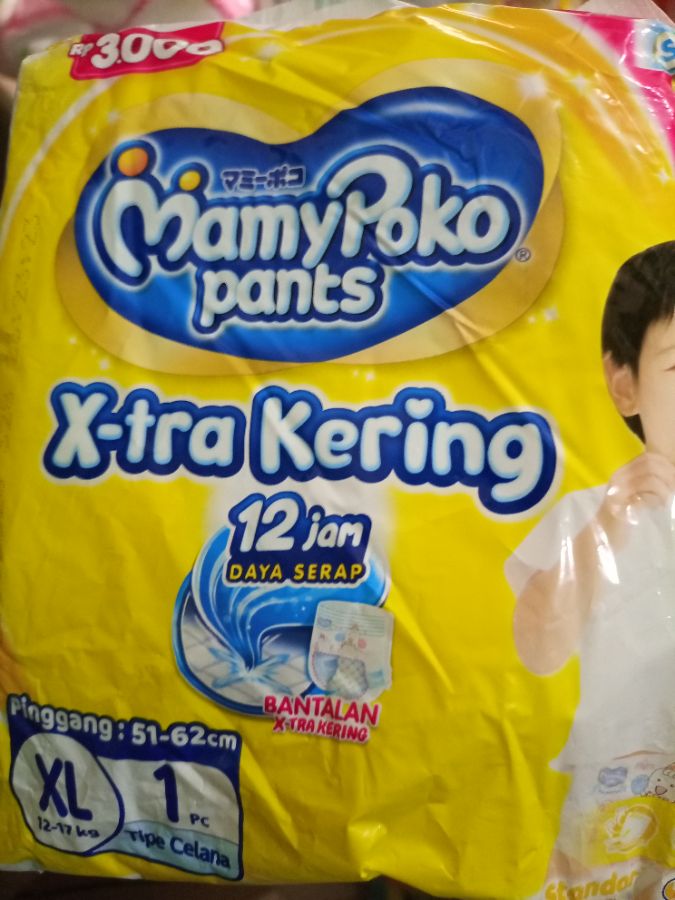 Rp 3.000
マミーポコ
MamyPoko
pants
®
X-tra Kering
12 jam
DAYA SERAP
BANTALAN
X-TRA KERING
Pinggang : 51-62cm
XL
12-17 kg
1 PC
Tipe Celana
Standar